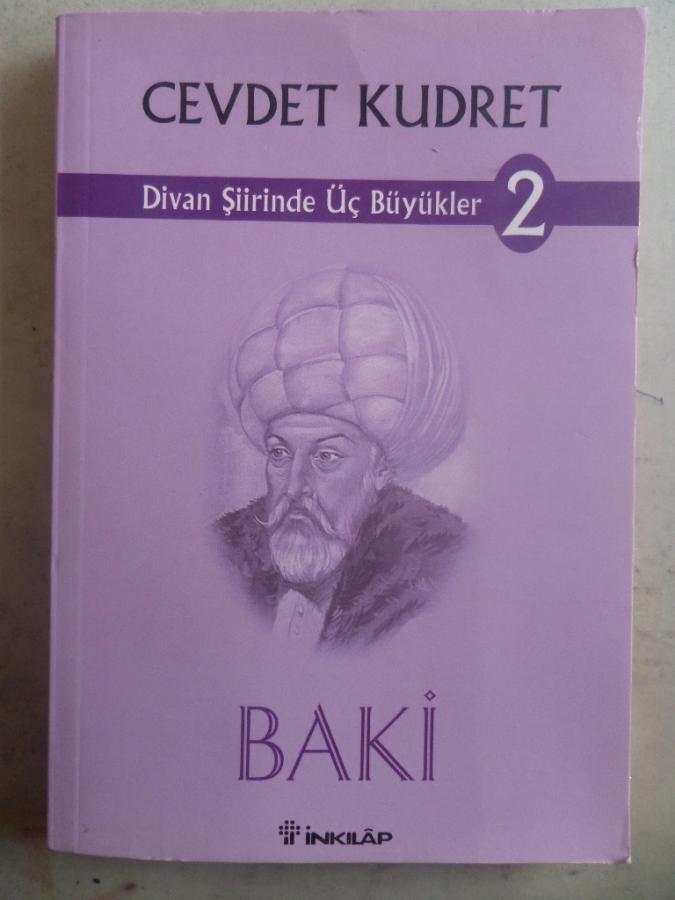 CEVDET KUDRET
Divan Şiirinde Üç Büyükler 2
BAKİ
İNKILÂP